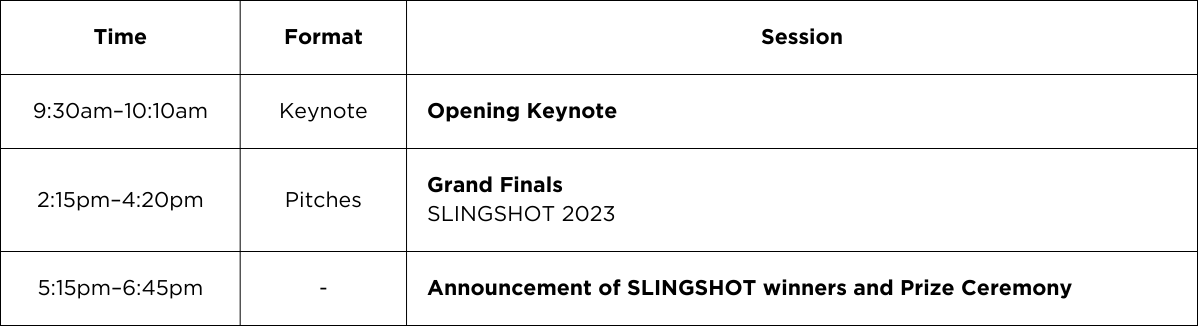 Time Format Session
9:30am–10:10am Keynote Opening Keynote
2:15pm–4:20pm Pitches Grand Finals
SLINGSHOT 2023
5:15pm–6:45pm - Announcement of SLINGSHOT winners and Prize Ceremony